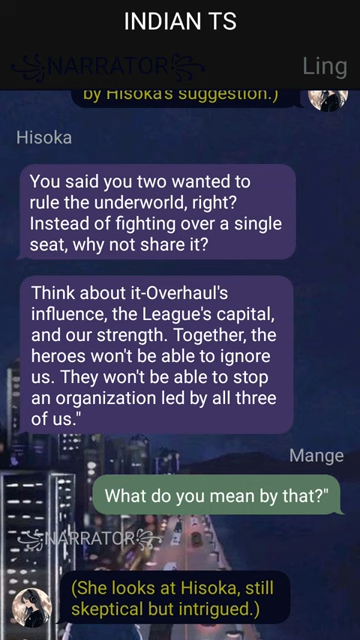 INDIAN TS
꧁NARRATOR꧂
Ling
by Hisoka's suggestion.)
Hisoka
You said you two wanted to
rule the underworld, right?
Instead of fighting over a single
seat, why not share it?
Think about it-Overhaul's
influence, the League's capital,
and our strength. Together, the
heroes won't be able to ignore
us. They won't be able to stop
an organization led by all three
of us."
Mange
What do you mean by that?"
꧁NARRATOR꧂
(She looks at Hisoka, still
skeptical but intrigued.)